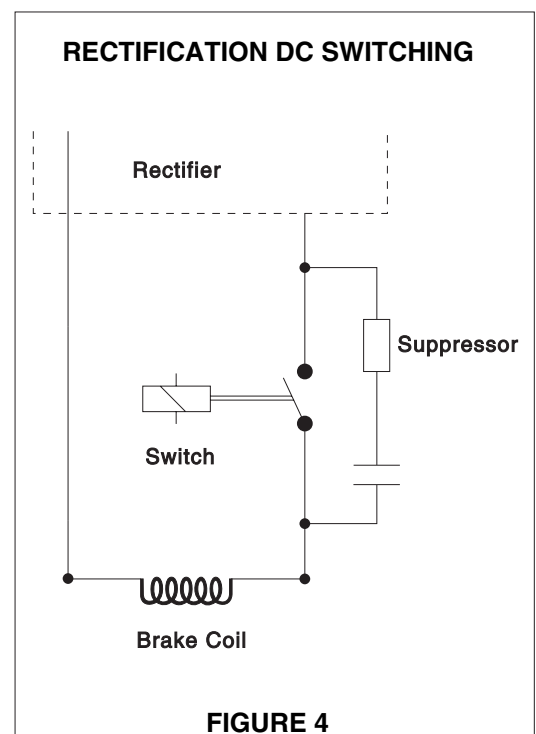 RECTIFICATION DC SWITCHING
Rectifier
Suppressor
Switch
Brake Coil
FIGURE 4